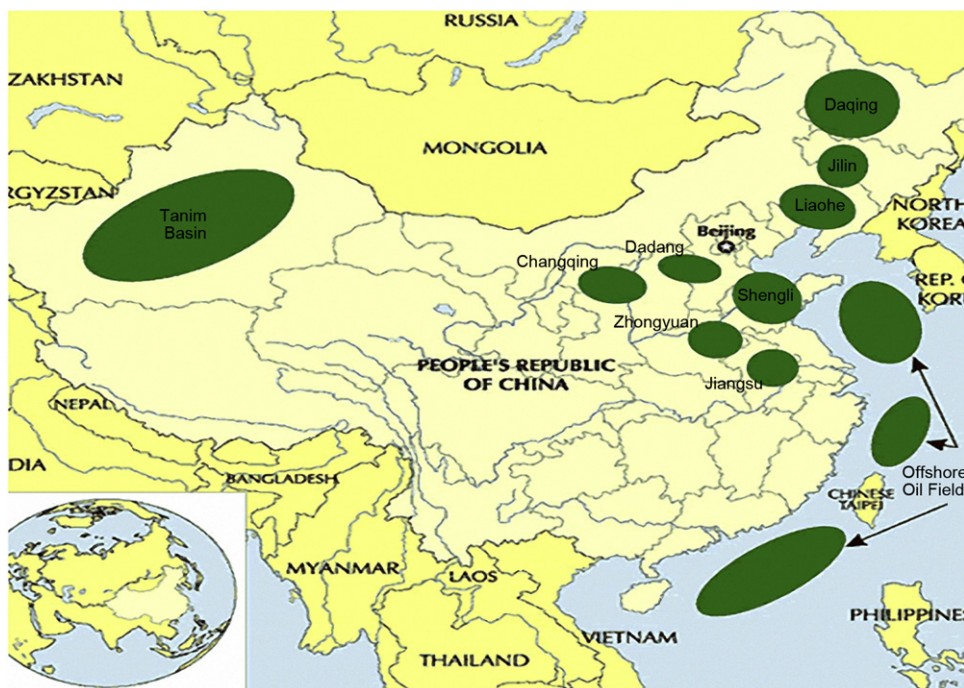 RUSSIA
ZAKHSTAN
MONGOLIA
RGYZSTAN
Daqing
Jilin
Liaohe
NORTH
KOREA
Tanim
Basin
Beijing
Dadang
Changqing
Shengli
REP. O
KORE
Zhongyuan
PEOPLE'S REPUBLIC
OF CHINA
Jiangsu
NEPAL
DIA
BANGLADESH
Offshore
Oil Field
CHINESE
TAIPEI
MYANMAR
LAOS
VIETNAM
PHILIPPINES
THAILAND